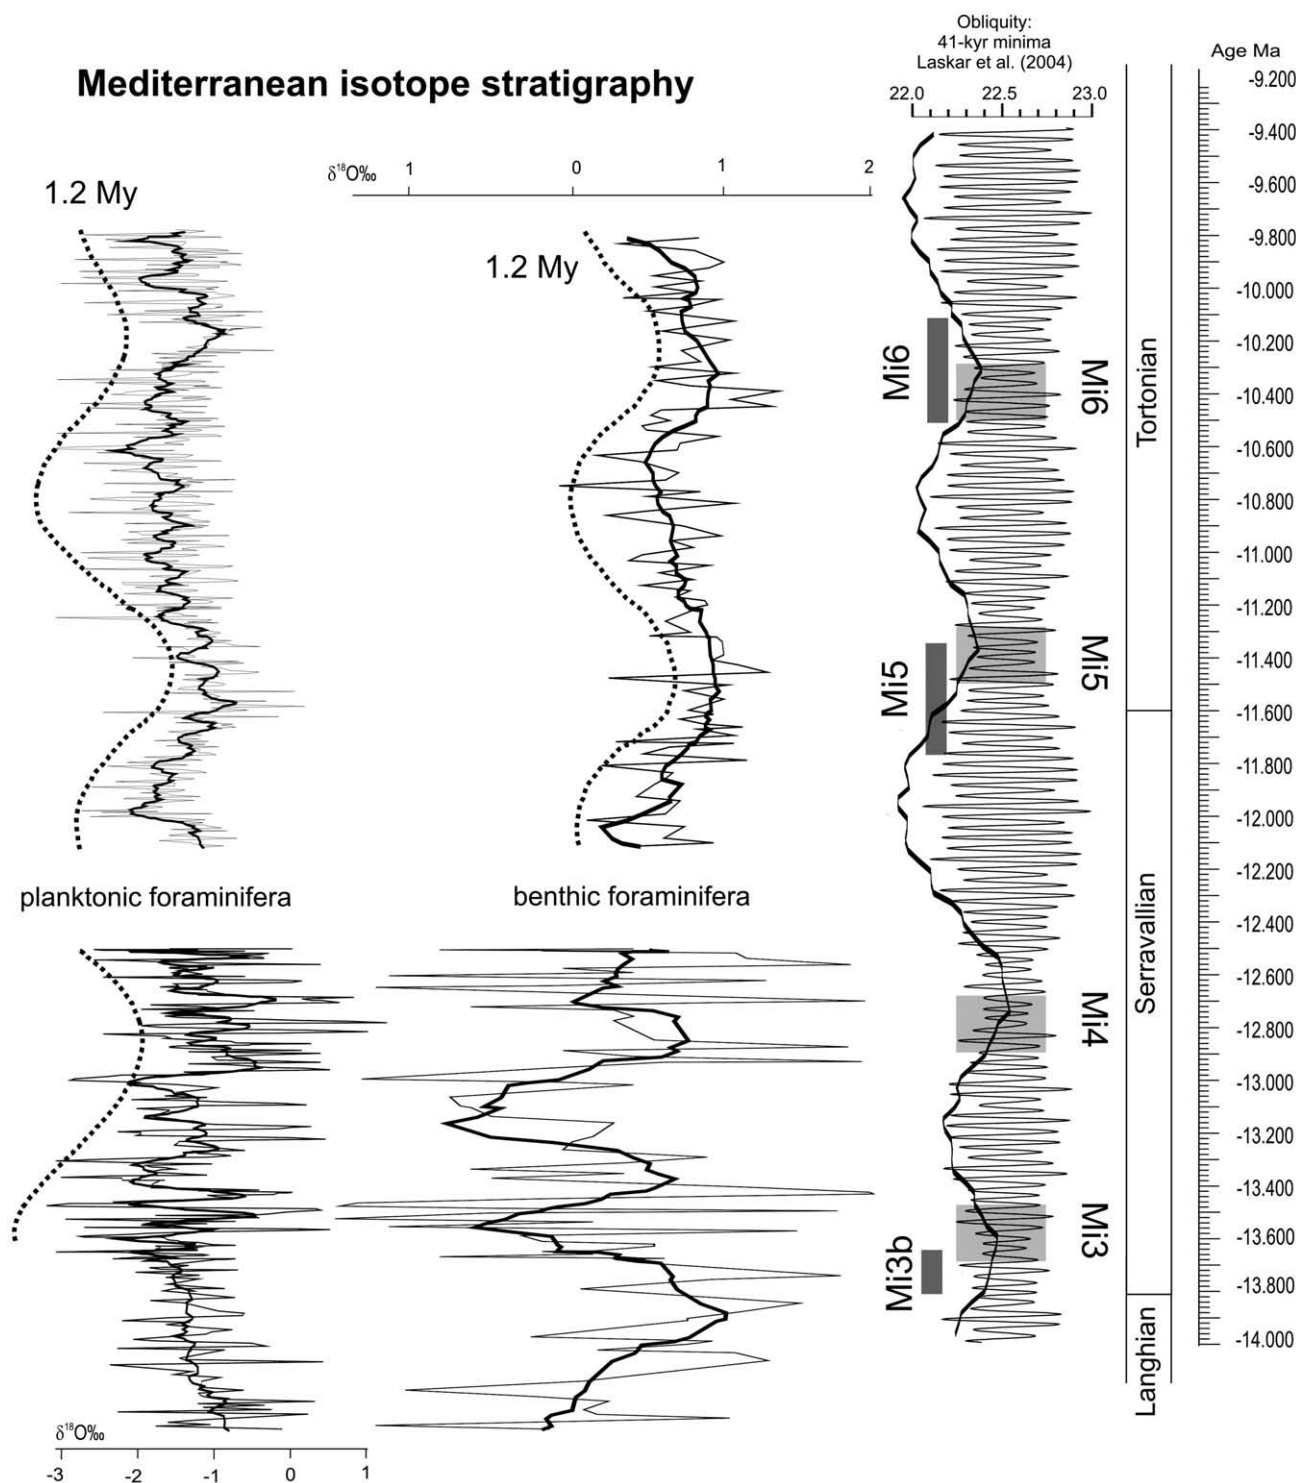 Obliquity:
41-kyr minima
Laskar et al. (2004)
Age Ma
Mediterranean isotope stratigraphy
22.0 22.5 23.0
1.2 My
δ18O‰ 1 0 1 2
1.2 My
planktonic foraminifera
benthic foraminifera
Mi6
Mi5
Mi3b
Mi6
Mi5
Mi4
Mi3
Tortonian
Serravallian
Langhian
-9.200
-9.400
-9.600
-9.800
-10.000
-10.200
-10.400
-10.600
-10.800
-11.000
-11.200
-11.400
-11.600
-11.800
-12.000
-12.200
-12.400
-12.600
-12.800
-13.000
-13.200
-13.400
-13.600
-13.800
-14.000
δ18O‰
-3 -2 -1 0 1